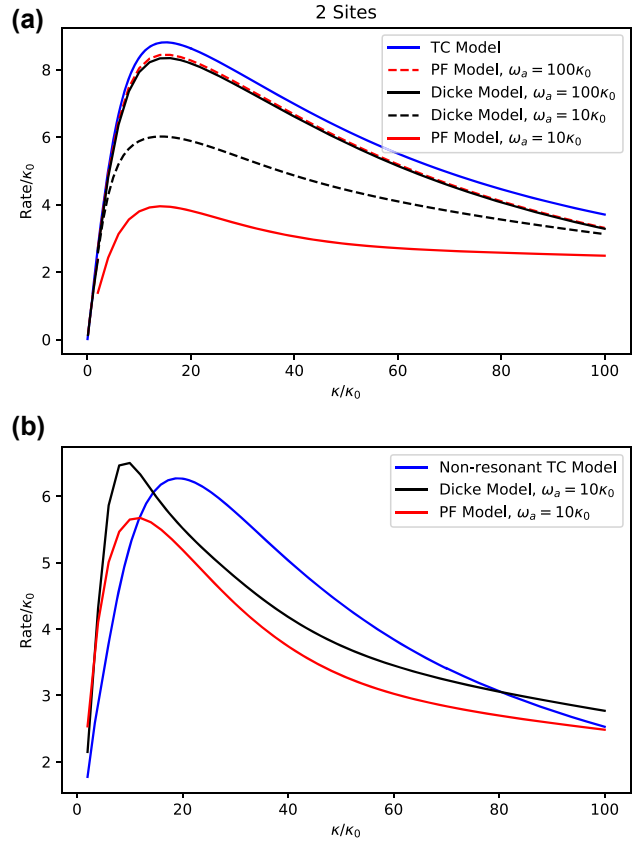 (a)
2 Sites
TC Model
PF Model, ωₐ = 100κ₀
Dicke Model, ωₐ = 100κ₀
Dicke Model, ωₐ = 10κ₀
PF Model, ωₐ = 10κ₀
Rate/κ₀
8
6
4
2
0
0 20 40 60 80 100
κ/κ₀
(b)
Non-resonant TC Model
Dicke Model, ωₐ = 10κ₀
PF Model, ωₐ = 10κ₀
Rate/κ₀
6
5
4
3
2
0 20 40 60 80 100
κ/κ₀